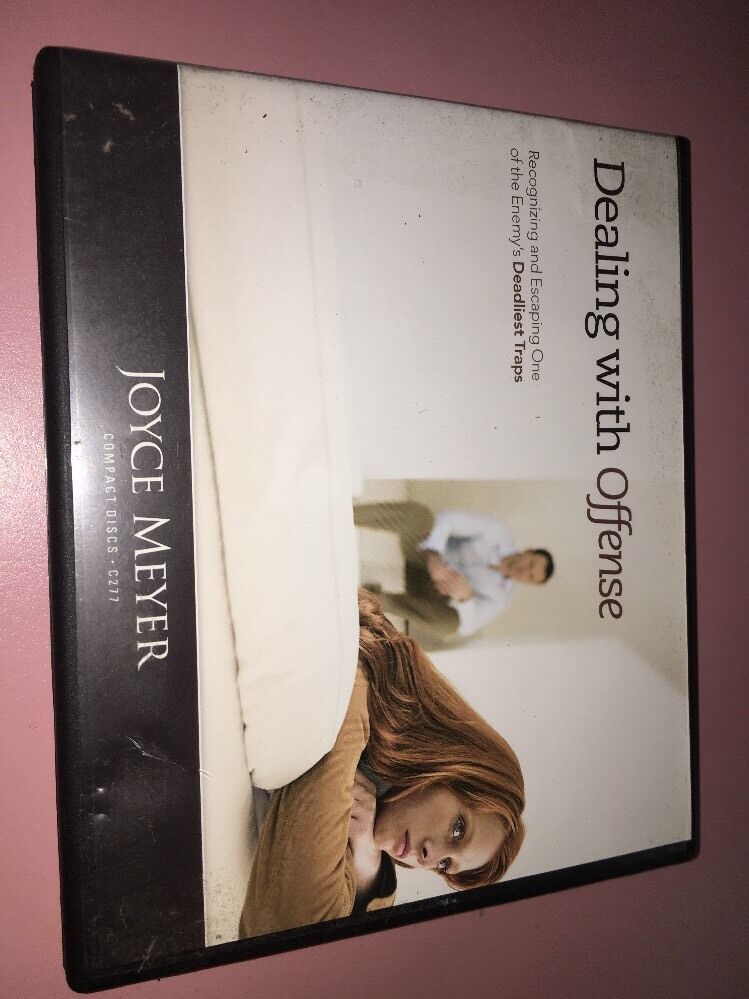 Dealing with Offense
Recognizing and Escaping One
of the Enemy's Deadliest Traps
JOYCE MEYER
COMPACT DISCS • C277